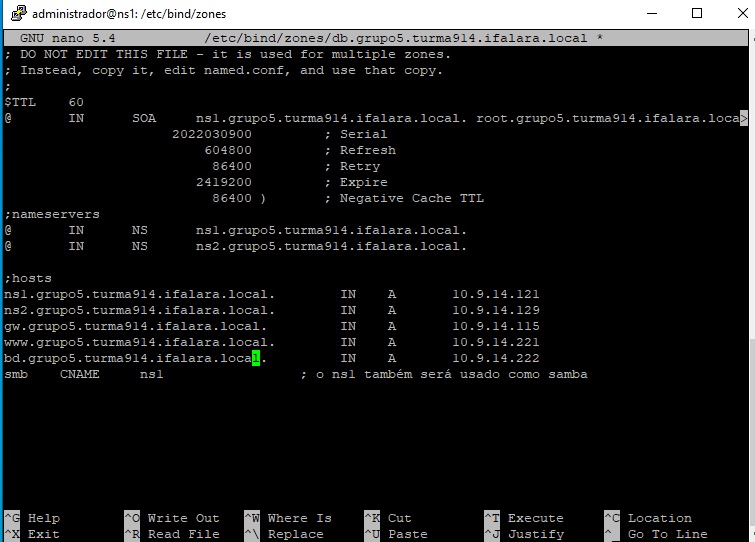 administrador@ns1: /etc/bind/zones
GNU nano 5.4 /etc/bind/zones/db.grupo5.turma914.ifalara.local *
; DO NOT EDIT THIS FILE - it is used for multiple zones.
; Instead, copy it, edit named.conf, and use that copy.
;
$TTL 60
@ IN SOA ns1.grupo5.turma914.ifalara.local. root.grupo5.turma914.ifalara.loca>
2022030900 ; Serial
604800 ; Refresh
86400 ; Retry
2419200 ; Expire
86400 ) ; Negative Cache TTL
;nameservers
@ IN NS ns1.grupo5.turma914.ifalara.local.
@ IN NS ns2.grupo5.turma914.ifalara.local.
;hosts
ns1.grupo5.turma914.ifalara.local. IN A 10.9.14.121
ns2.grupo5.turma914.ifalara.local. IN A 10.9.14.129
gw.grupo5.turma914.ifalara.local. IN A 10.9.14.115
www.grupo5.turma914.ifalara.local. IN A 10.9.14.221
bd.grupo5.turma914.ifalara.local. IN A 10.9.14.222
smb CNAME ns1 ; o ns1 também será usado como samba
^G Help ^O Write Out ^W Where Is ^K Cut ^T Execute ^C Location
^X Exit ^R Read File ^\ Replace ^U Paste ^J Justify ^_ Go To Line